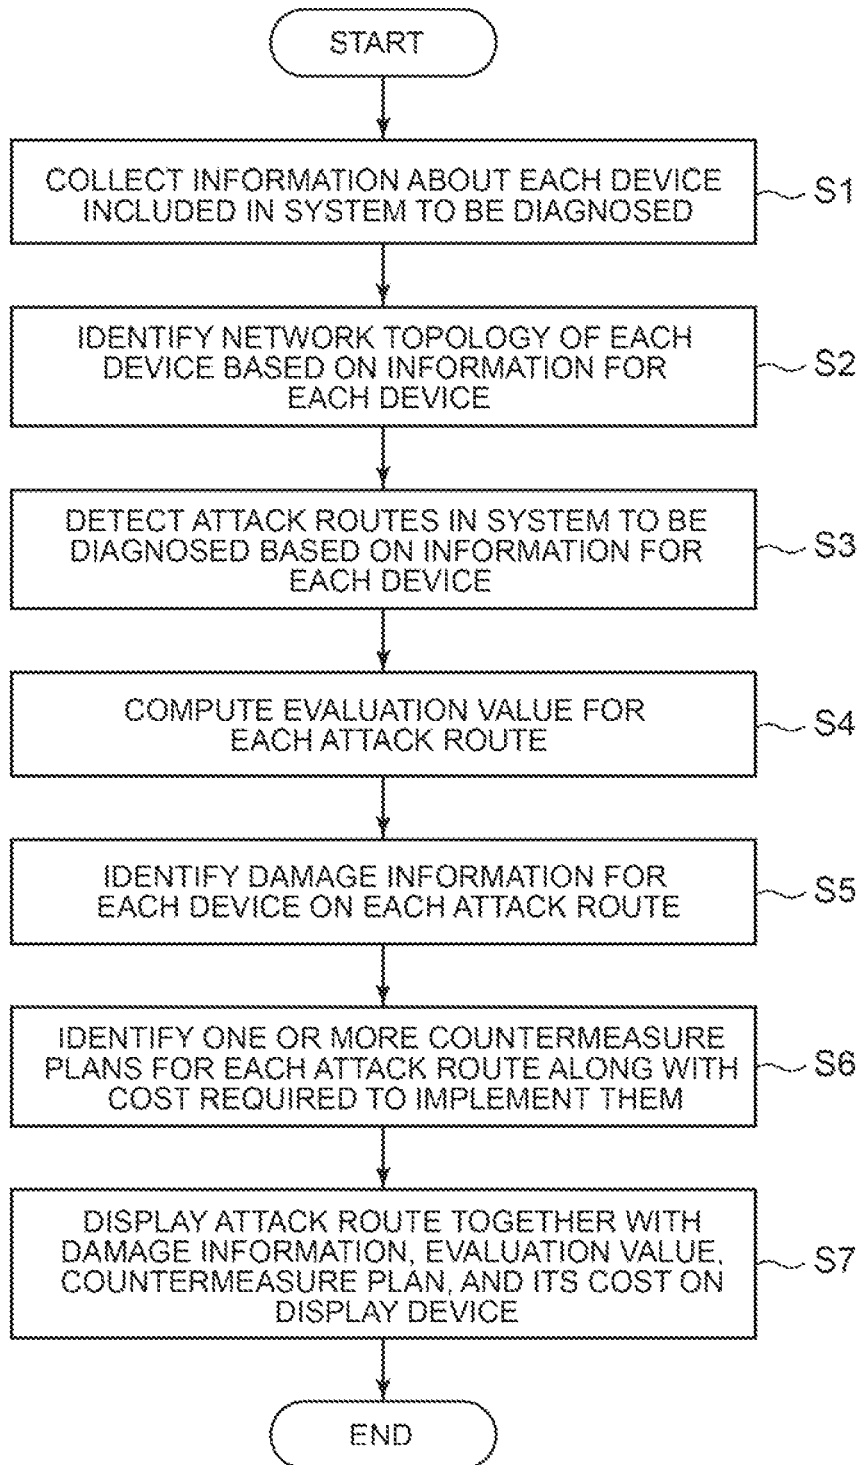 START
COLLECT INFORMATION ABOUT EACH DEVICE
INCLUDED IN SYSTEM TO BE DIAGNOSED
S1
IDENTIFY NETWORK TOPOLOGY OF EACH
DEVICE BASED ON INFORMATION FOR
EACH DEVICE
S2
DETECT ATTACK ROUTES IN SYSTEM TO BE
DIAGNOSED BASED ON INFORMATION FOR
EACH DEVICE
S3
COMPUTE EVALUATION VALUE FOR
EACH ATTACK ROUTE
S4
IDENTIFY DAMAGE INFORMATION FOR
EACH DEVICE ON EACH ATTACK ROUTE
S5
IDENTIFY ONE OR MORE COUNTERMEASURE
PLANS FOR EACH ATTACK ROUTE ALONG WITH
COST REQUIRED TO IMPLEMENT THEM
S6
DISPLAY ATTACK ROUTE TOGETHER WITH
DAMAGE INFORMATION, EVALUATION VALUE,
COUNTERMEASURE PLAN, AND ITS COST ON
DISPLAY DEVICE
S7
END